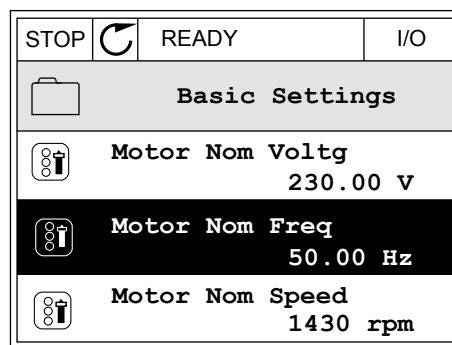 STOP READY I/O
Basic Settings
Motor Nom Voltg
230.00 V
Motor Nom Freq
50.00 Hz
Motor Nom Speed
1430 rpm